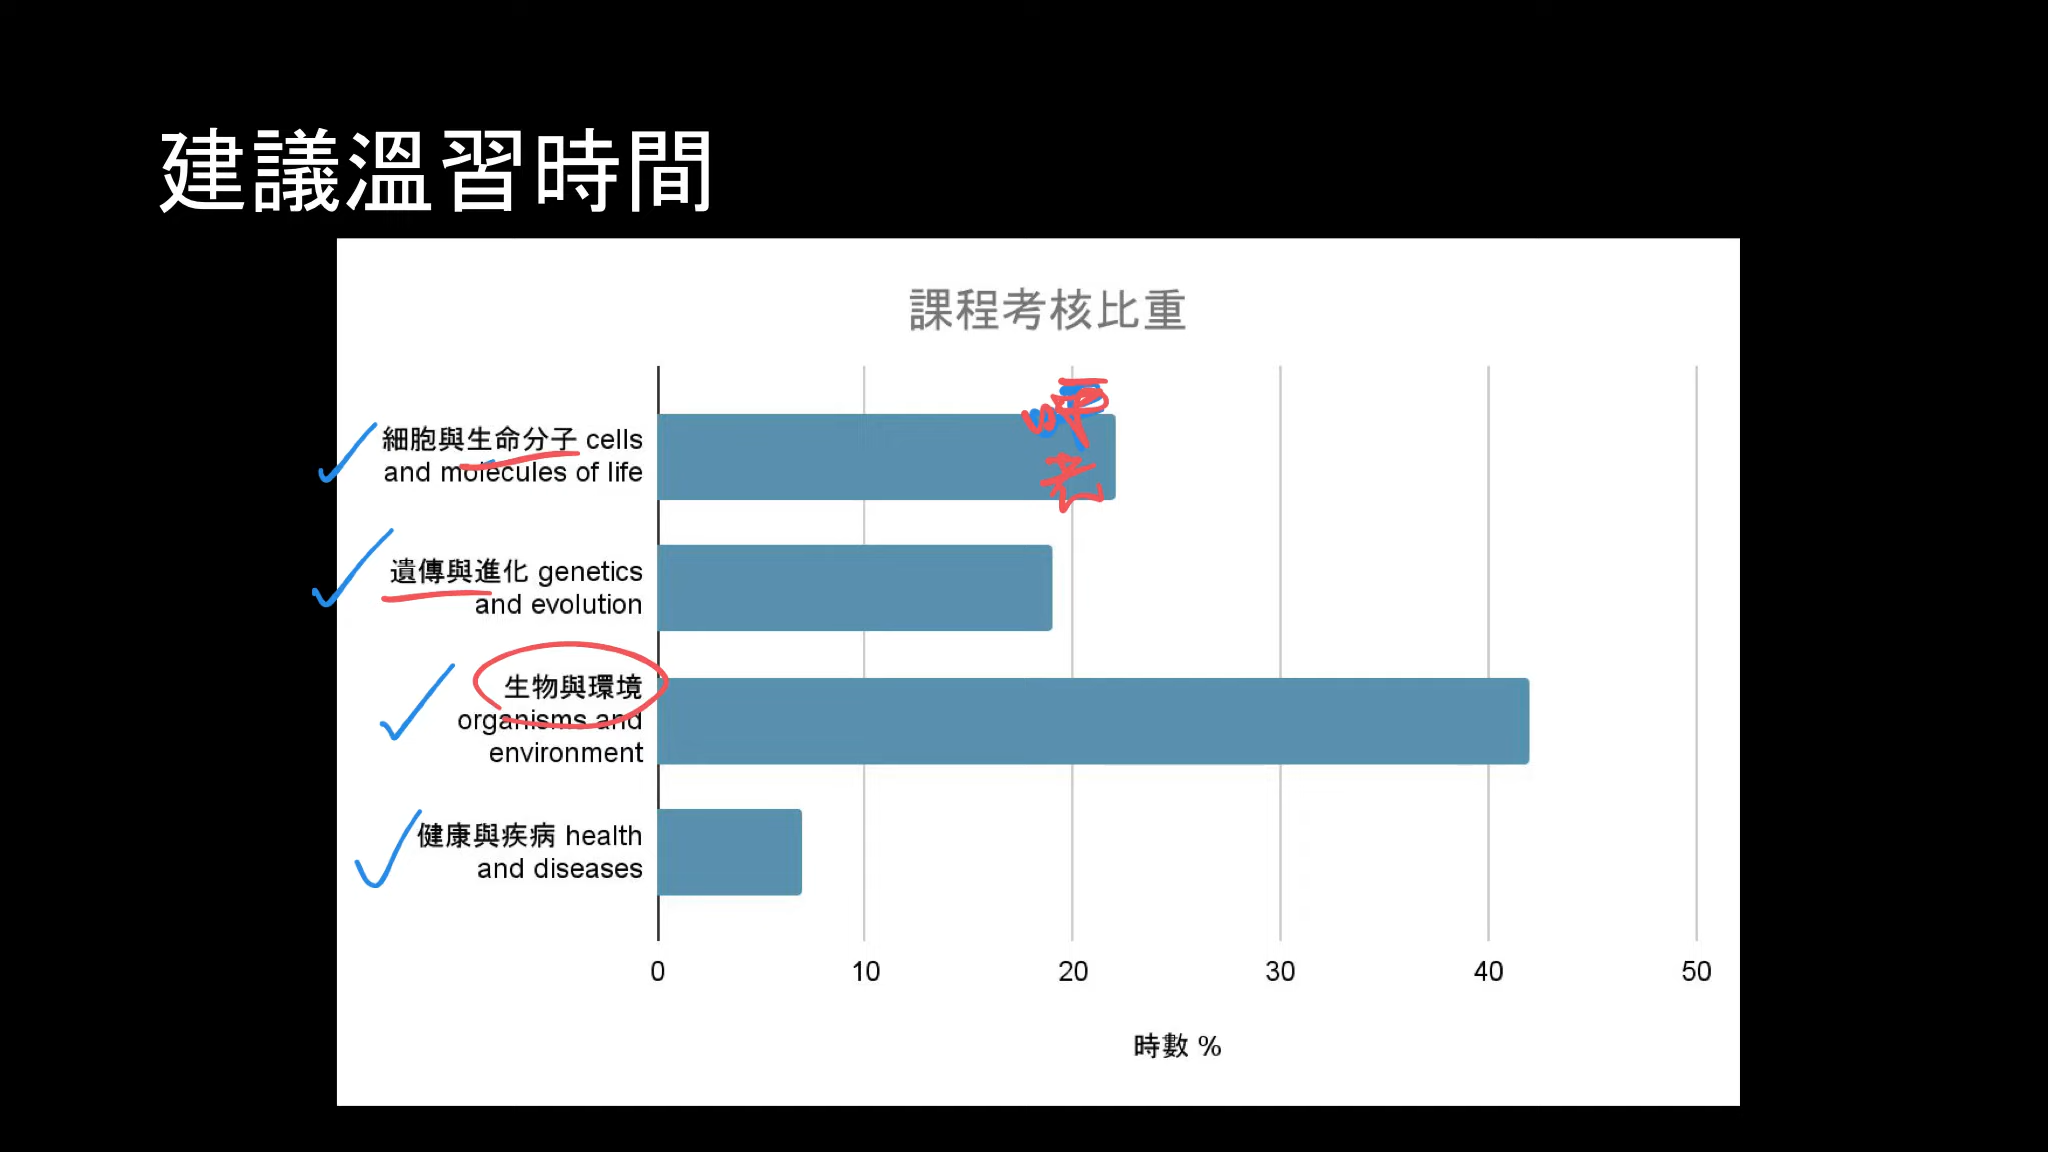 建議溫習時間
課程考核比重
細胞與生命分子 cells
and molecules of life
遺傳與進化 genetics
and evolution
生物與環境
organisms and
environment
健康與疾病 health
and diseases
0 10 20 30 40 50
時數 %